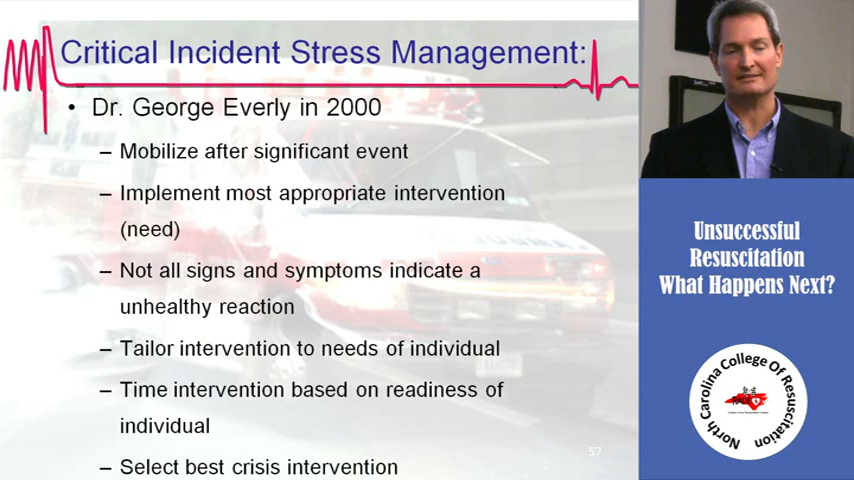 Critical Incident Stress Management:
• Dr. George Everly in 2000
– Mobilize after significant event
– Implement most appropriate intervention
(need)
– Not all signs and symptoms indicate a
unhealthy reaction
– Tailor intervention to needs of individual
– Time intervention based on readiness of
individual
– Select best crisis intervention
57
Unsuccessful
Resuscitation
What Happens Next?
North Carolina College Of Resuscitation